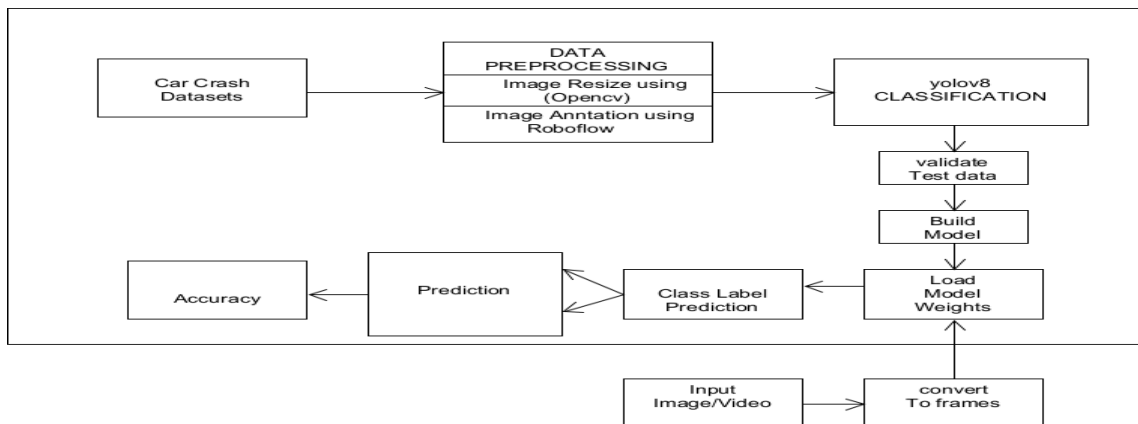 Car Crash
Datasets
DATA
PREPROCESSING
Image Resize using
(Opencv)
Image Anntation using
Roboflow
yolov8
CLASSIFICATION
validate
Test data
Build
Model
Load
Model
Weights
Class Label
Prediction
Prediction
Accuracy
Input
Image/Video
convert
To frames